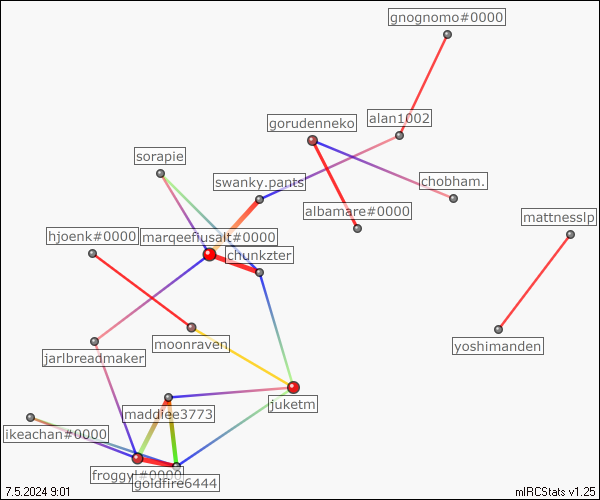 gnognomo#0000
alan1002
gorudenneko
sorapie
swanky.pants
chobham.
albamare#0000
mattnesslp
hjoenk#0000
marqeefiusalt#0000
chunkzter
moonraven
yoshimanden
jarlbreadmaker
juketm
maddiee3773
ikeachan#0000
froggy!#0000
goldfire6444
7.5.2024 9:01
mIRCStats v1.25